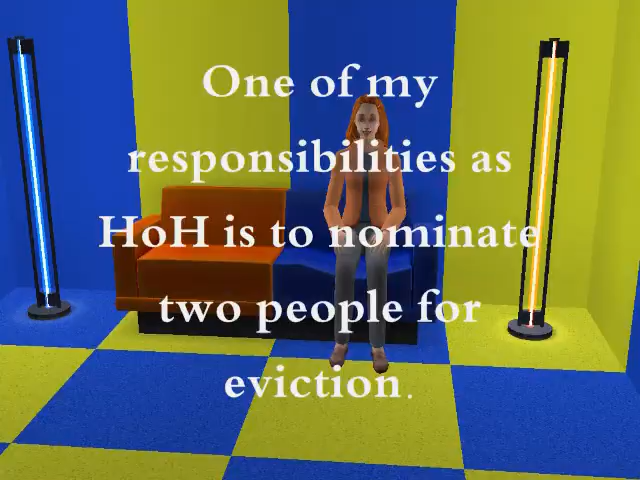 One of my
responsibilities as
HoH is to nominate
two people for
eviction.